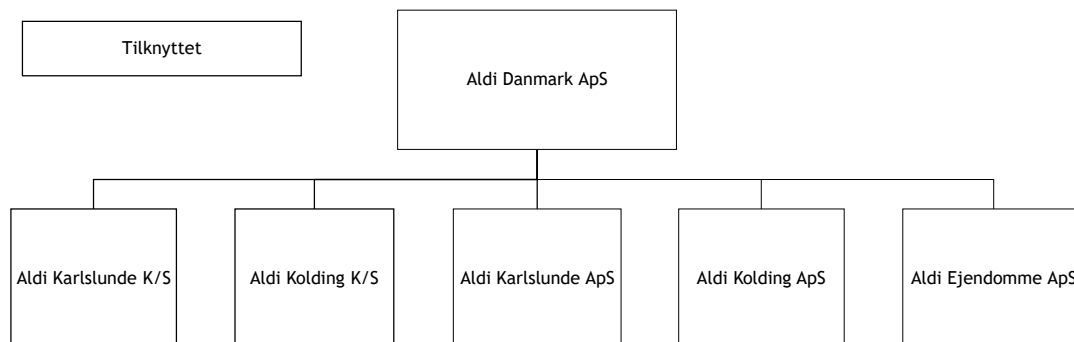 Tilknyttet
Aldi Danmark ApS
Aldi Karlslunde K/S
Aldi Kolding K/S
Aldi Karlslunde ApS
Aldi Kolding ApS
Aldi Ejendomme ApS